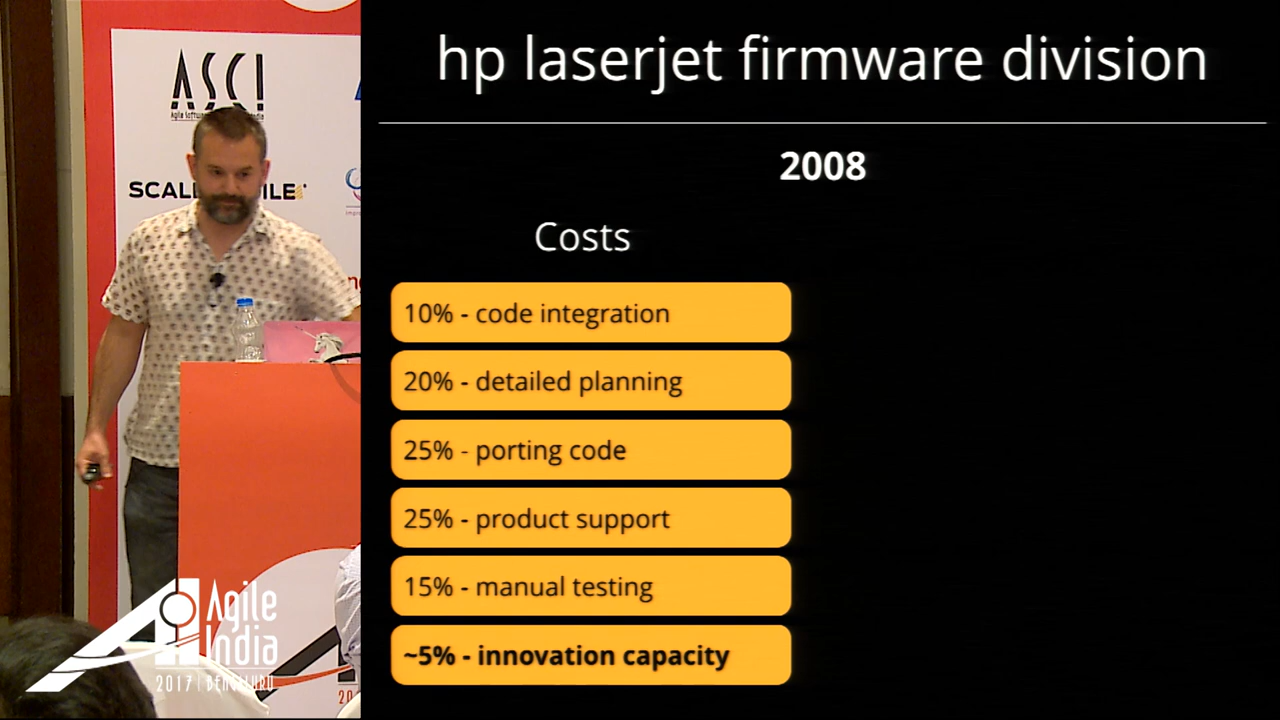 hp laserjet firmware division
2008
Costs
10% - code integration
20% - detailed planning
25% - porting code
25% - product support
15% - manual testing
~5% - innovation capacity
ASCI
Agile
India
2017 | BENGALURU